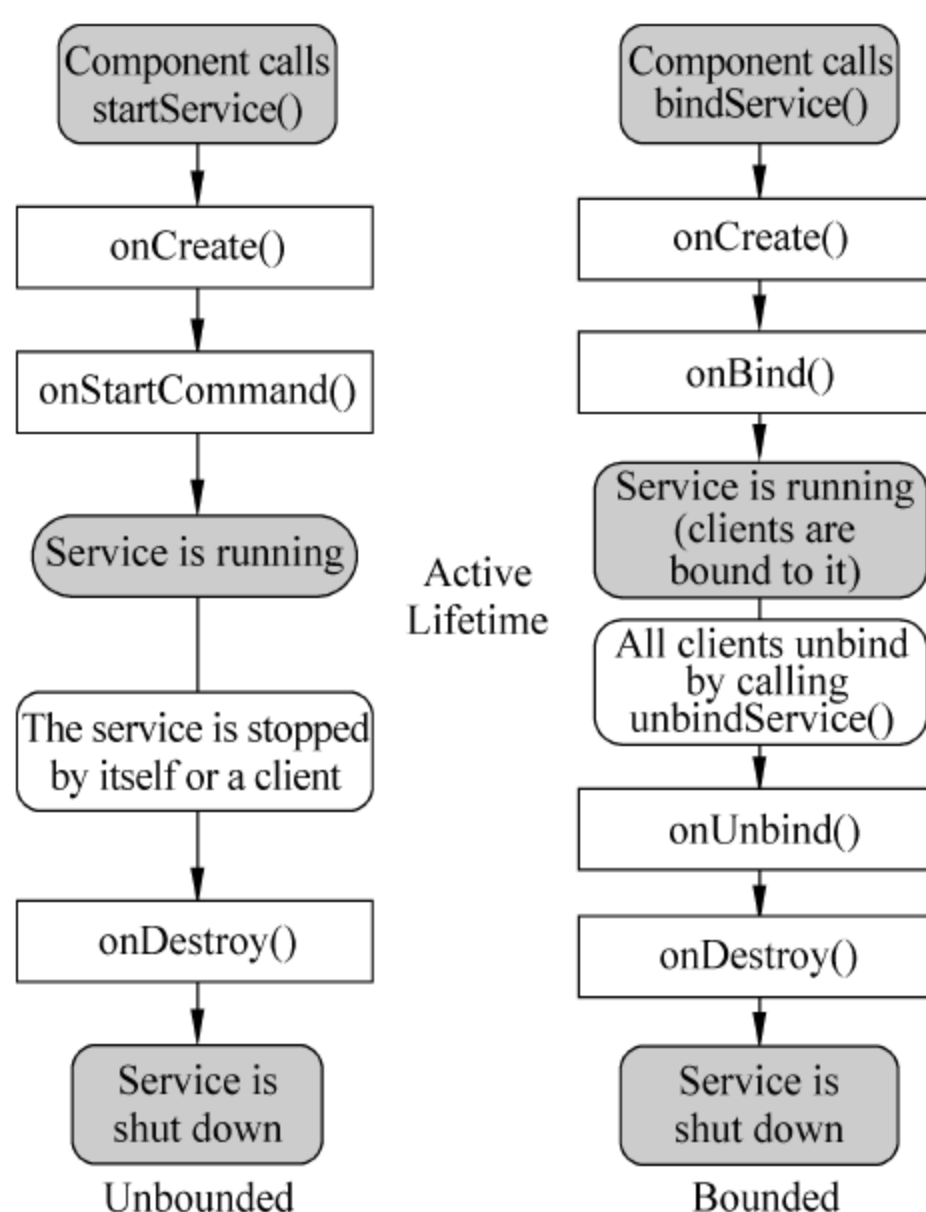 Component calls
startService()
onCreate()
onStartCommand()
Service is running
The service is stopped
by itself or a client
onDestroy()
Service is
shut down
Unbounded
Active
Lifetime
Component calls
bindService()
onCreate()
onBind()
Service is running
(clients are
bound to it)
All clients unbind
by calling
unbindService()
onUnbind()
onDestroy()
Service is
shut down
Bounded